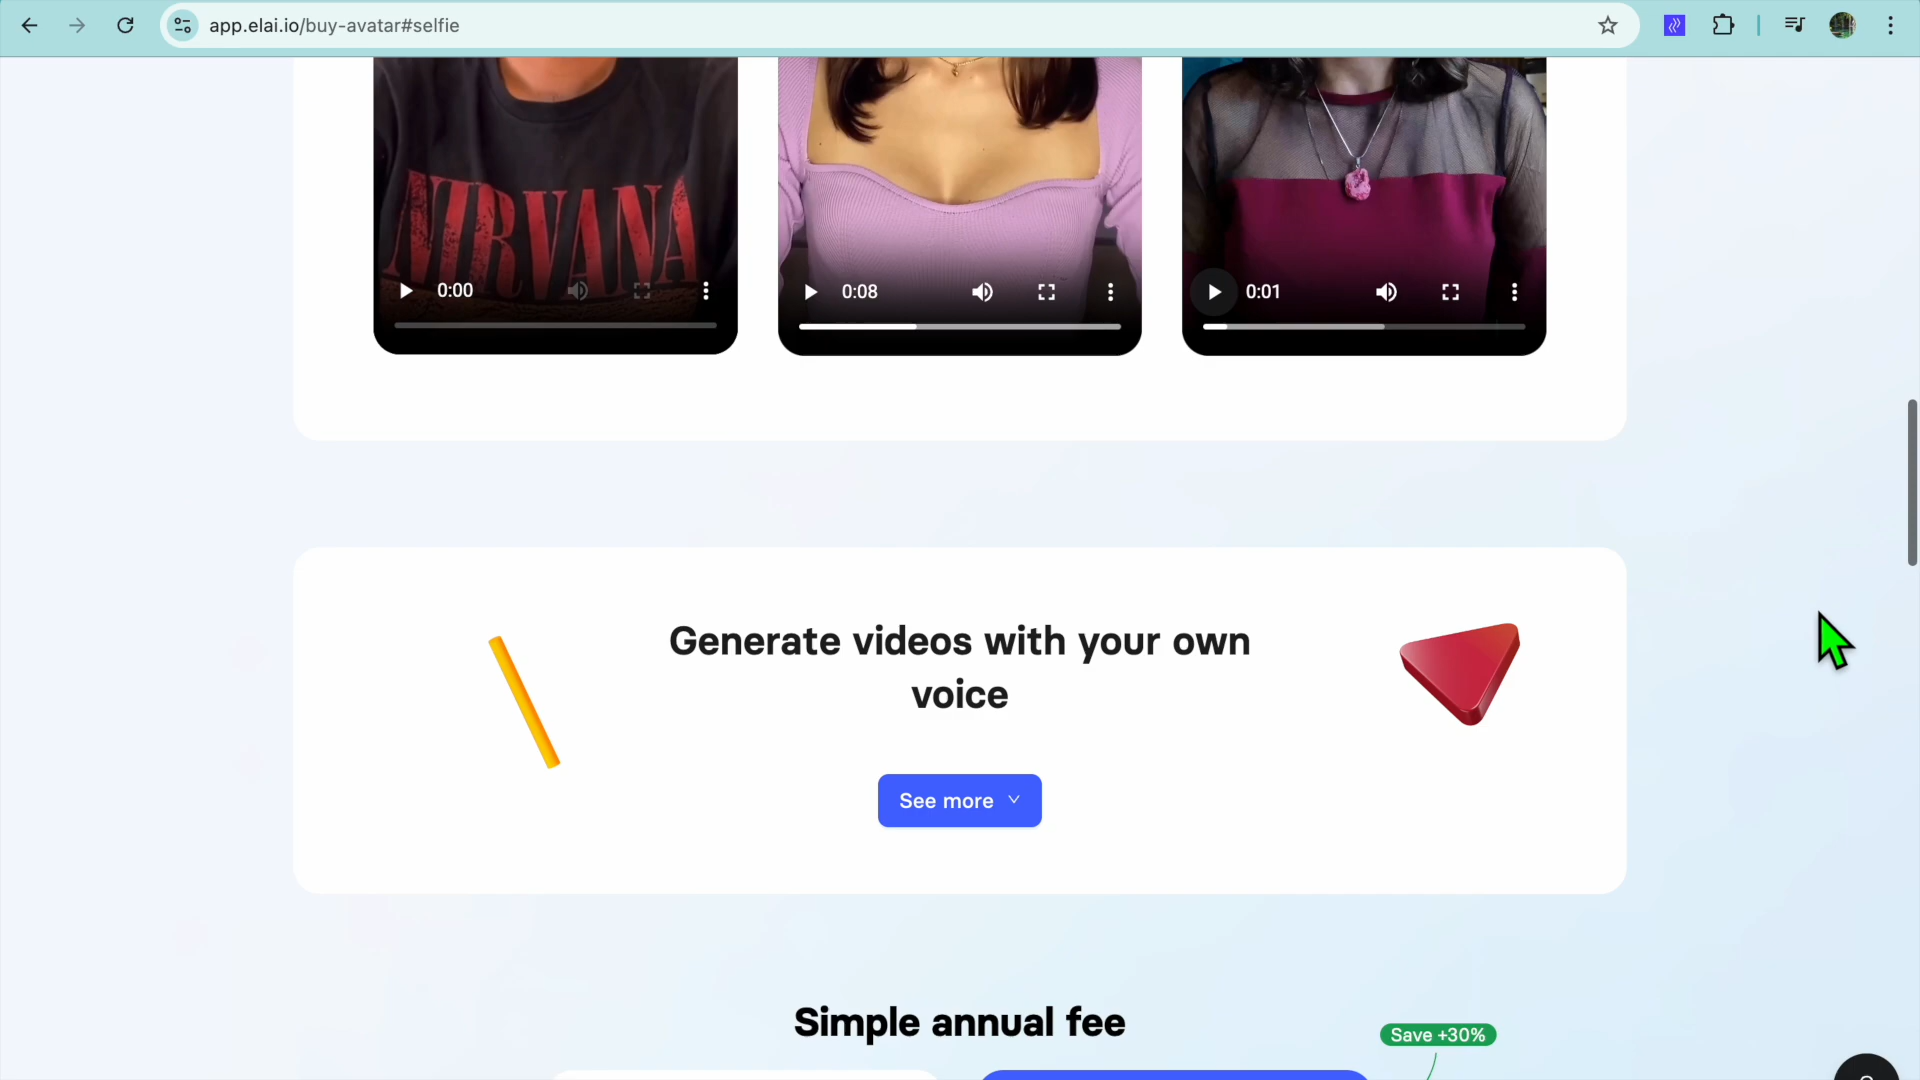 app.elai.io/buy-avatar#selfie
NIRVANA
0:00
0:08
0:01
Generate videos with your own
voice
See more
Simple annual fee
Save +30%